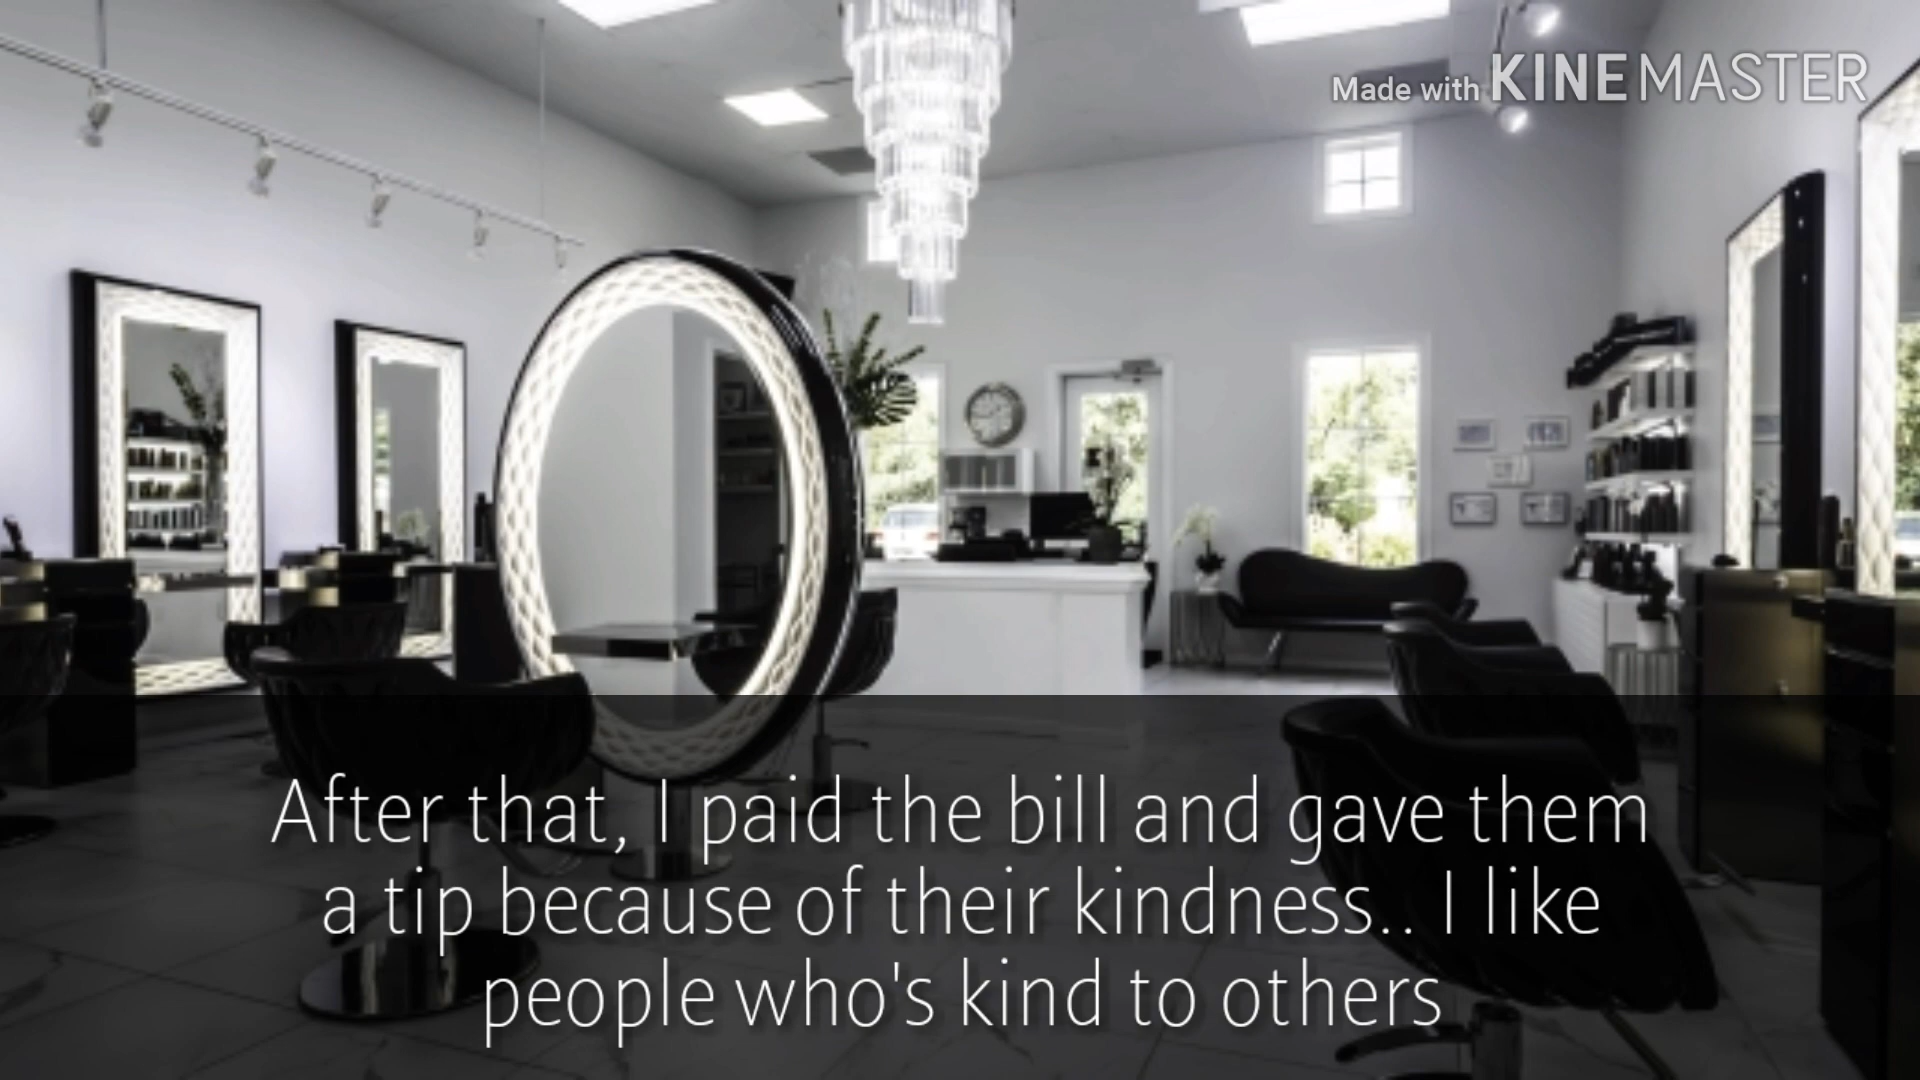 Made with KINEMASTER
After that, I paid the bill and gave them
a tip because of their kindness.. I like
people who's kind to others